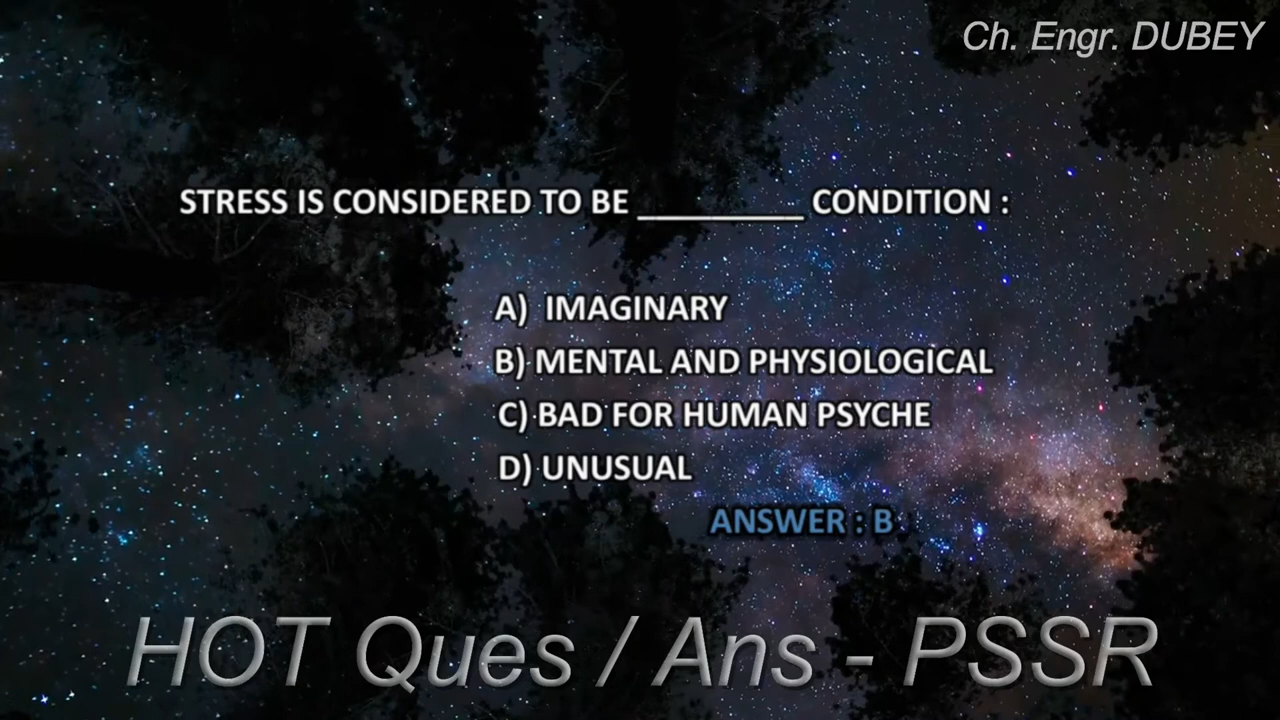 Ch. Engr. DUBEY
STRESS IS CONSIDERED TO BE _________ CONDITION :
A) IMAGINARY
B) MENTAL AND PHYSIOLOGICAL
C) BAD FOR HUMAN PSYCHE
D) UNUSUAL
ANSWER : B
HOT Ques / Ans - PSSR